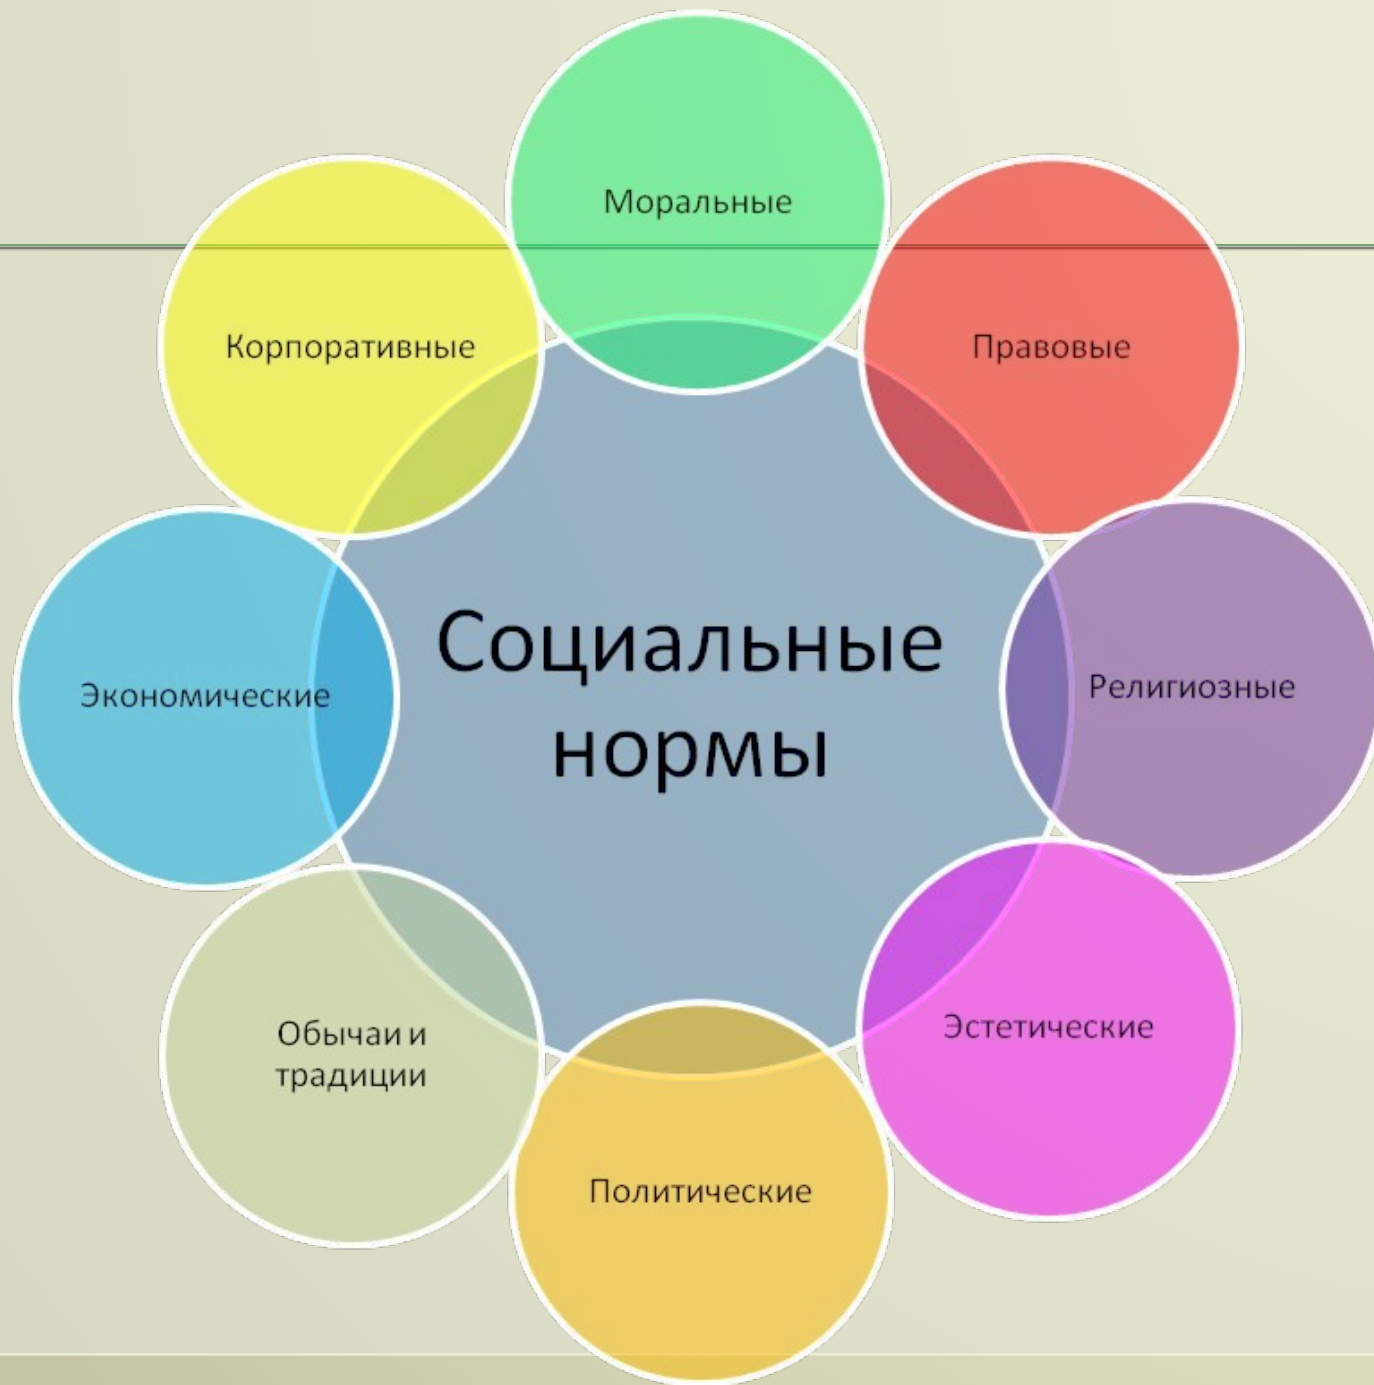 Моральные
Корпоративные
Правовые
Социальные
нормы
Экономические
Религиозные
Обычаи и
традиции
Эстетические
Политические